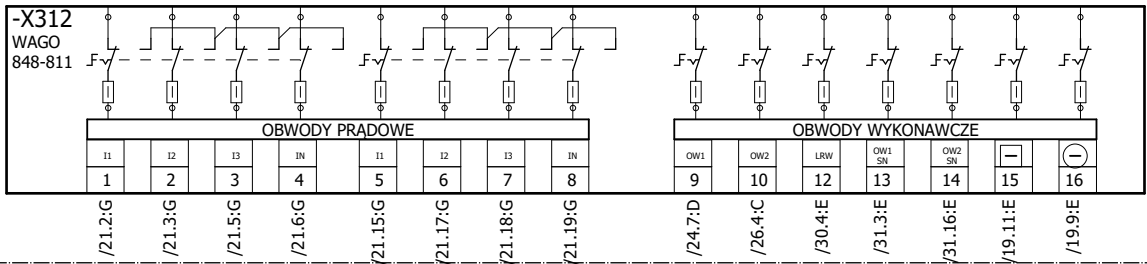 -X312
WAGO
848-811
OBWODY PRĄDOWE
OBWODY WYKONAWCZE
I1 I2 I3 IN I1 I2 I3 IN OW1 OW2 LRW OW1 SN OW2 SN
1 2 3 4 5 6 7 8 9 10 12 13 14 15 16
/21.2:G
/21.3:G
/21.5:G
/21.6:G
/21.15:G
/21.17:G
/21.18:G
/21.19:G
/24.7:D
/26.4:C
/30.4:E
/31.3:E
/31.16:E
/19.11:E
/19.9:E